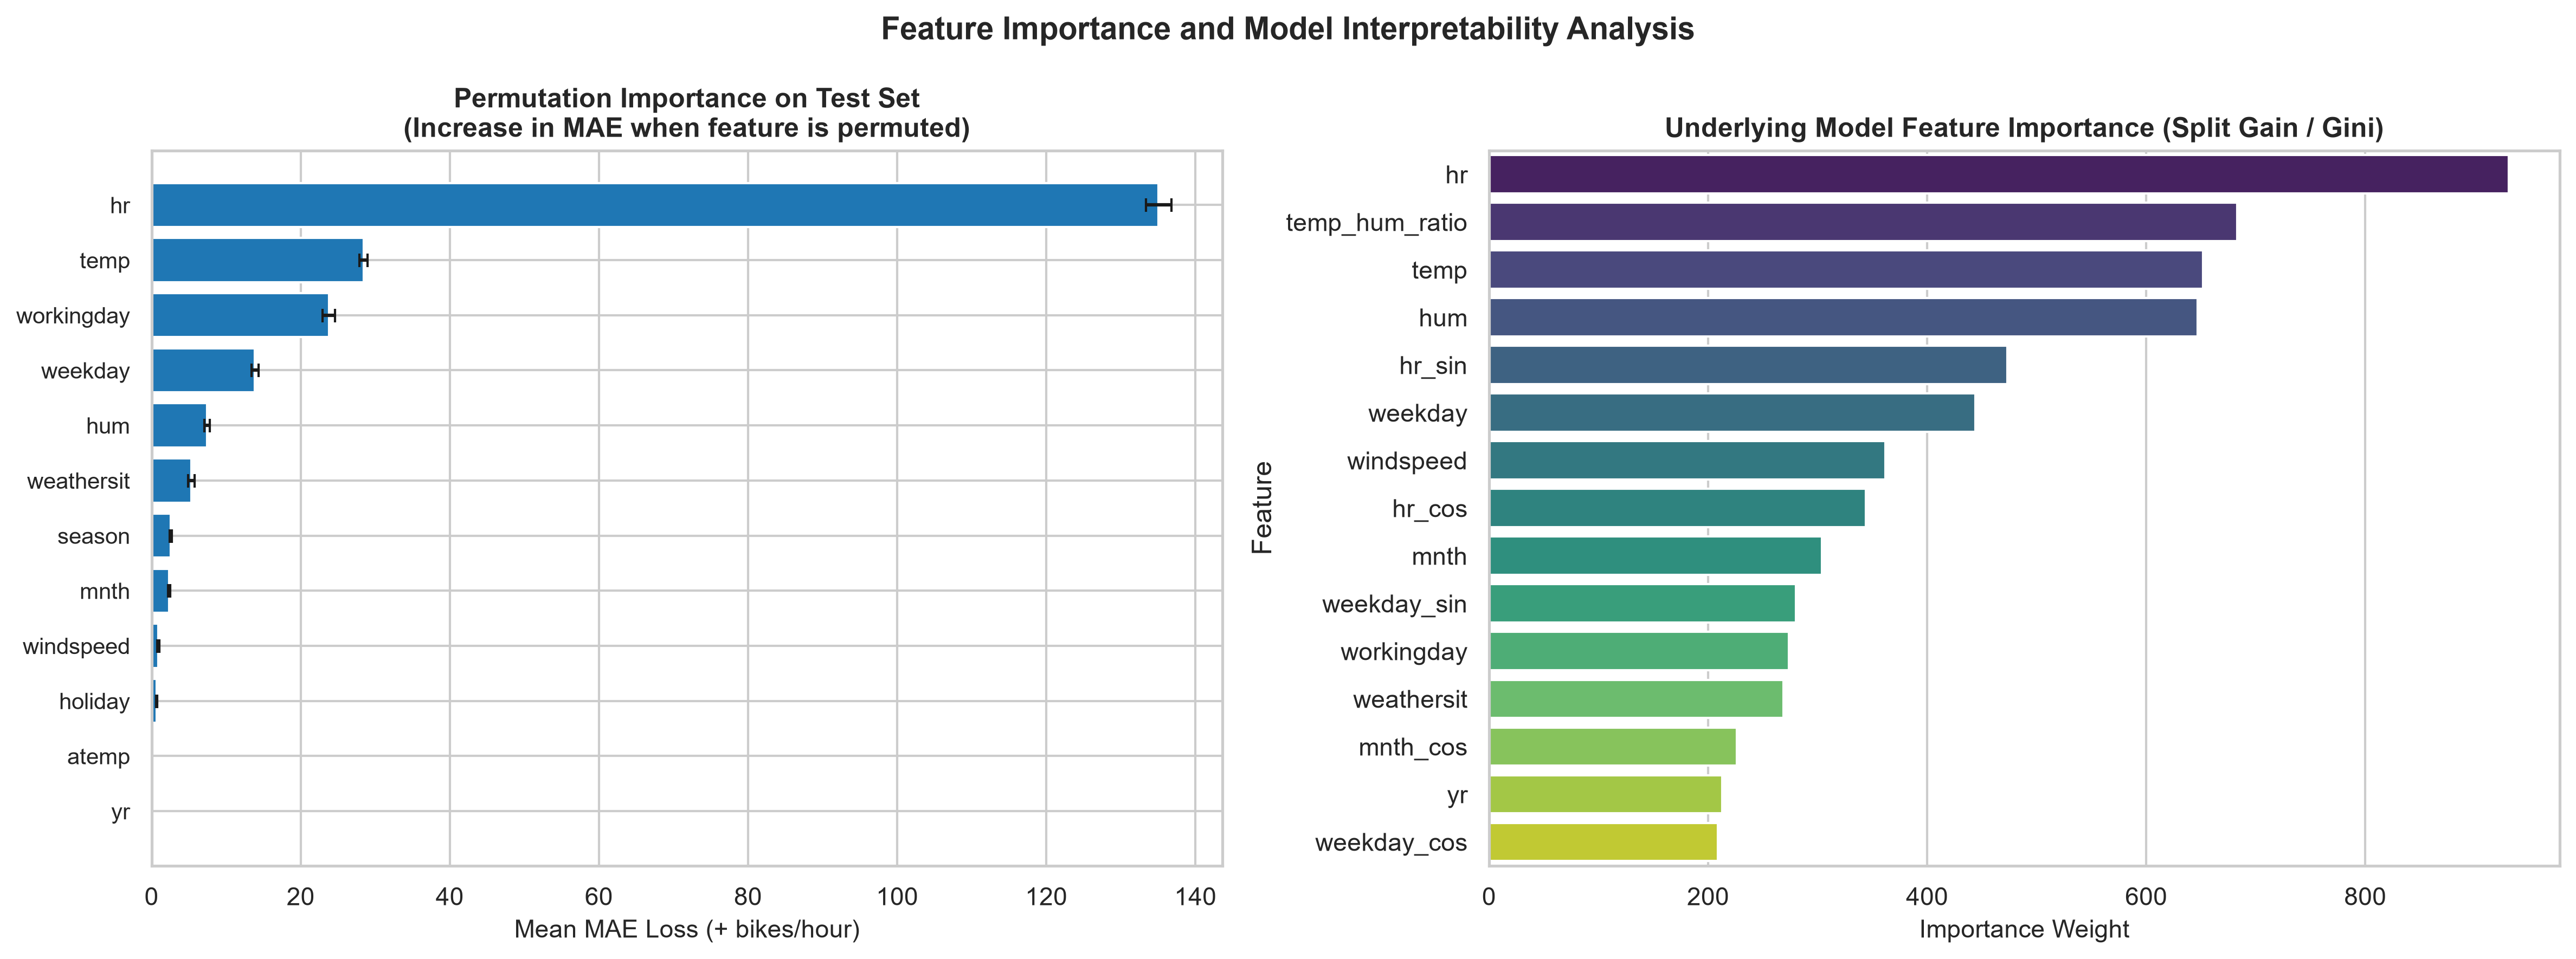 Feature Importance and Model Interpretability Analysis
Permutation Importance on Test Set
(Increase in MAE when feature is permuted)
hr
temp
workingday
weekday
hum
weathersit
season
mnth
windspeed
holiday
atemp
yr
0 20 40 60 80 100 120 140
Mean MAE Loss (+ bikes/hour)
Underlying Model Feature Importance (Split Gain / Gini)
Feature
hr
temp_hum_ratio
temp
hum
hr_sin
weekday
windspeed
hr_cos
mnth
weekday_sin
workingday
weathersit
mnth_cos
yr
weekday_cos
0 200 400 600 800
Importance Weight